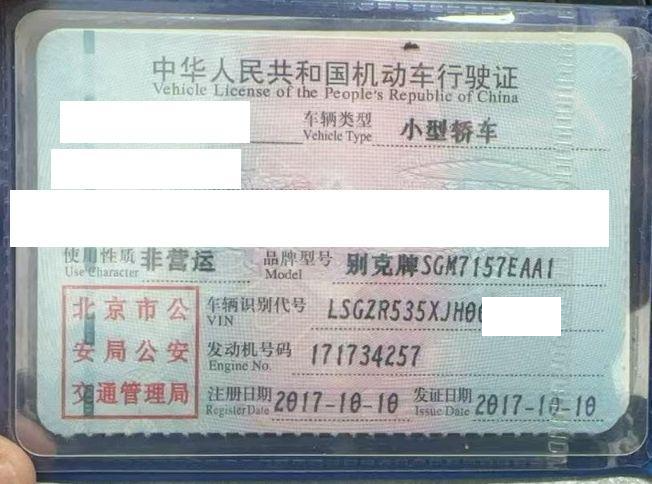 中华人民共和国机动车行驶证
Vehicle License of the People's Republic of China
车辆类型 小型轿车
Vehicle Type
使用性质 非营运 品牌型号 别克牌SGM7157EAA1
Use Character Model
北京市公
安局公安
交通管理局
车辆识别代号 LSGZR535XJH0
VIN
发动机号码 171734257
Engine No.
注册日期 2017-10-10 发证日期 2017-10-10
Register Date Issue Date